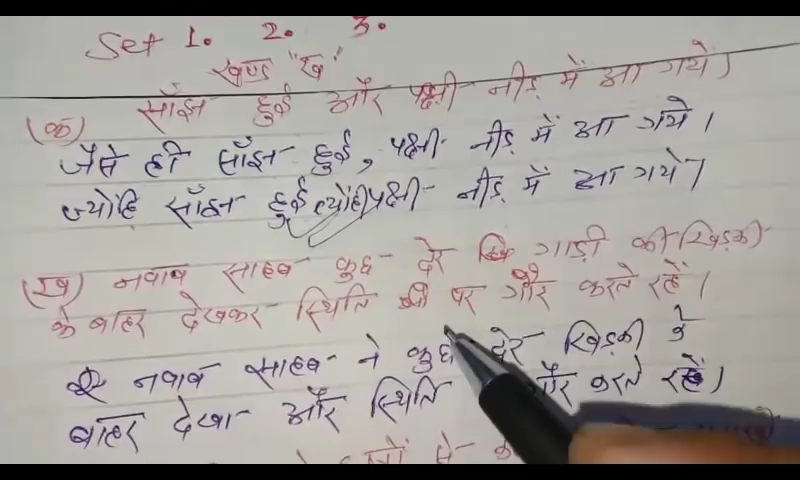 Set 1. 2. 3.
खण्ड "ख"
(क) साँझ हुई और पक्षी नीड़ में आ गये।
जैसे ही साँझ हुई, पक्षी नीड़ में आ गये।
ज्योंहि साँझ हुई त्योंही पक्षी नीड़ में आ गये।
(ख) नवाब साहब कुछ देर गाड़ी की खिड़की
के बाहर देखकर स्थिति पर गौर करते रहें।
नवाब साहब ने कुछ देर खिड़की के
बाहर देखा और स्थिति गौर करते रहें।
से